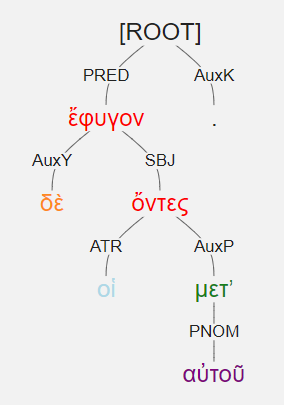 [ROOT]
PRED AuxK
ἔφυγον .
AuxY SBJ
δὲ ὄντες
ATR AuxP
οἱ μετ’
PNOM
αὐτοῦ